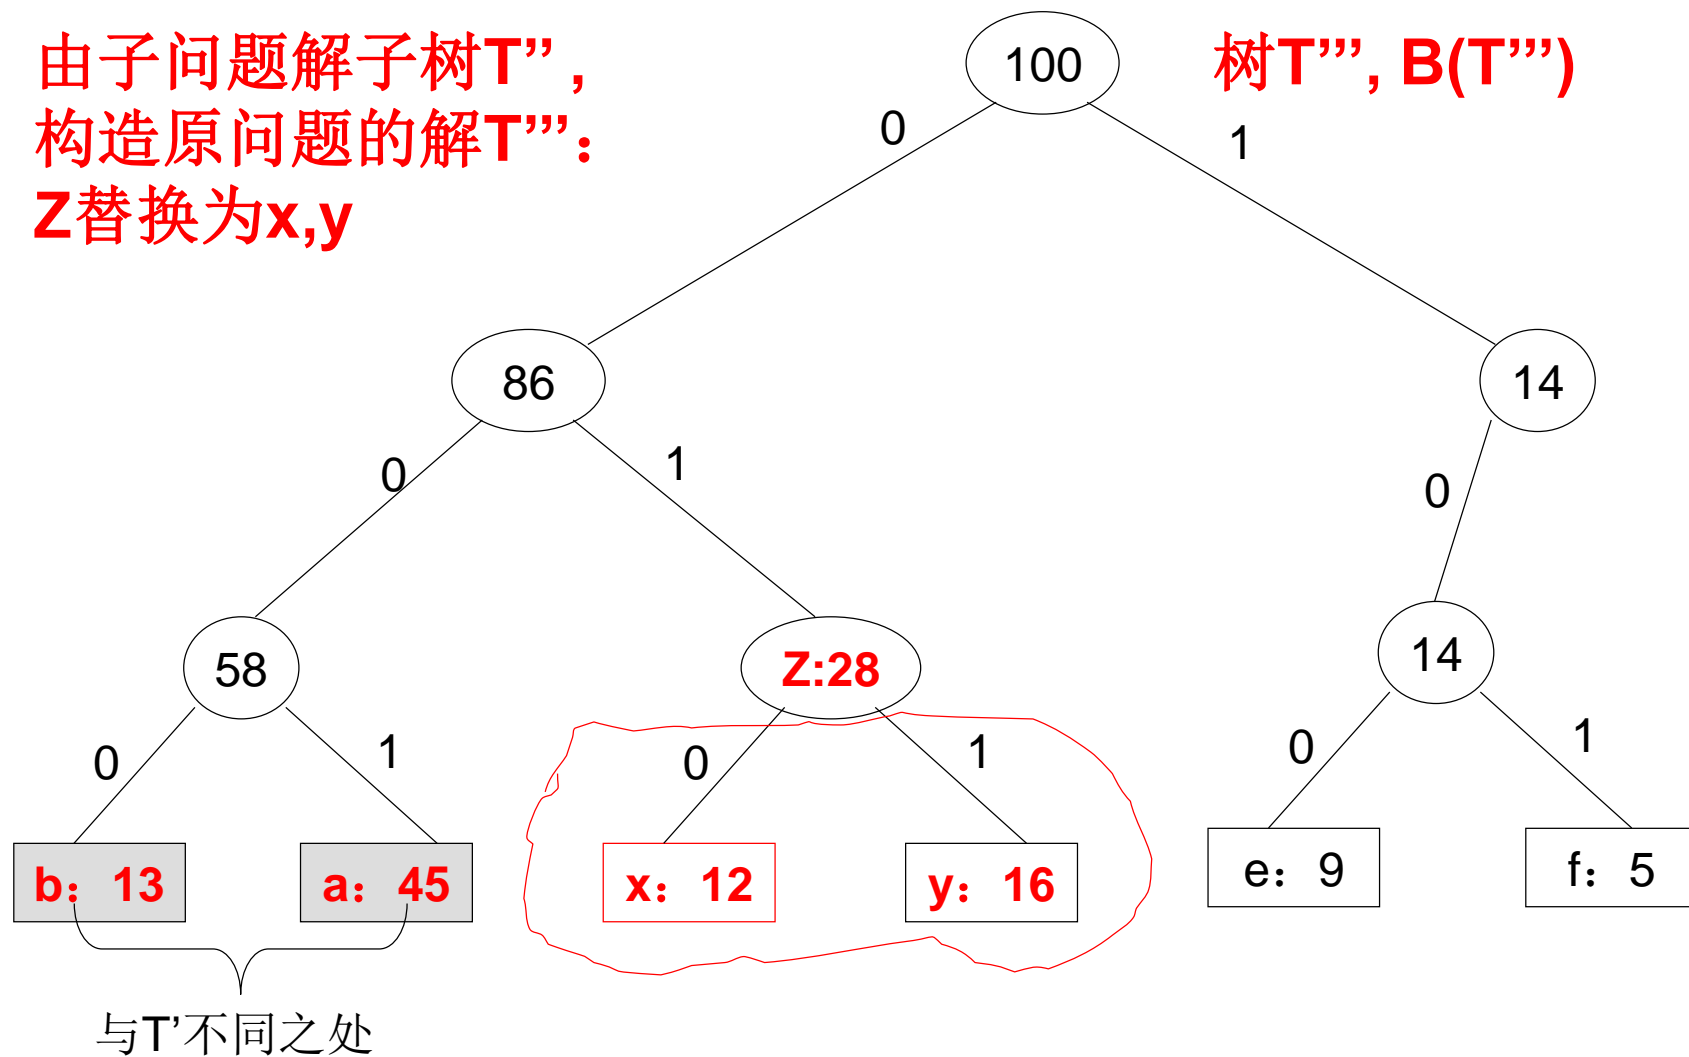 由子问题解子树T’’ ,
构造原问题的解T’’’：
Z替换为x,y
树T’’’, B(T’’’)
100
0
1
86
14
0
1
0
58
Z:28
14
0
1
0
1
0
1
b：13
a：45
x：12
y：16
e：9
f：5
与T’不同之处